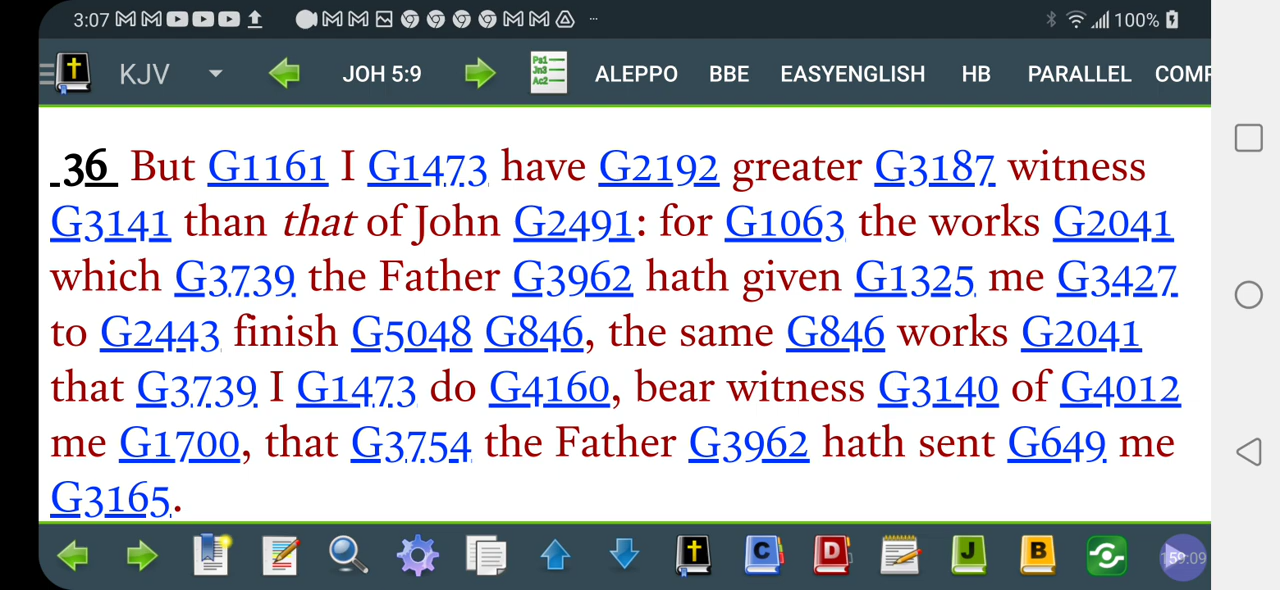 3:07 100%
KJV JOH 5:9 ALEPPO BBE EASYENGLISH HB PARALLEL COMP
36 But G1161 I G1473 have G2192 greater G3187 witness
G3141 than that of John G2491: for G1063 the works G2041
which G3739 the Father G3962 hath given G1325 me G3427
to G2443 finish G5048 G846, the same G846 works G2041
that G3739 I G1473 do G4160, bear witness G3140 of G4012
me G1700, that G3754 the Father G3962 hath sent G649 me
G3165.
C D J B 59:09